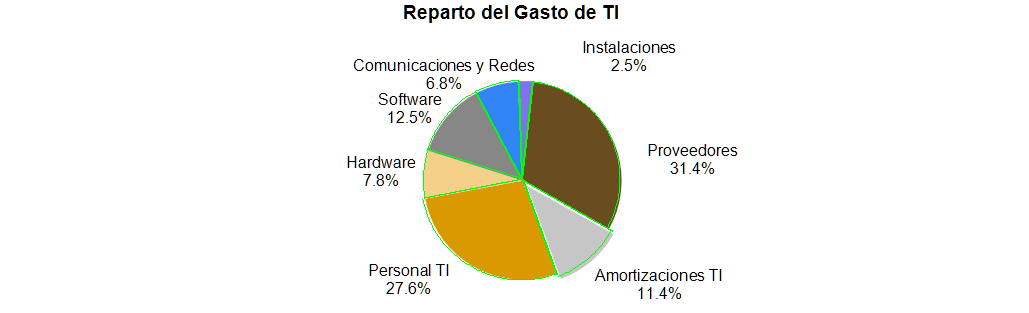 Reparto del Gasto de TI
Instalaciones
2.5%
Comunicaciones y Redes
6.8%
Software
12.5%
Proveedores
31.4%
Hardware
7.8%
Personal TI
27.6%
Amortizaciones TI
11.4%